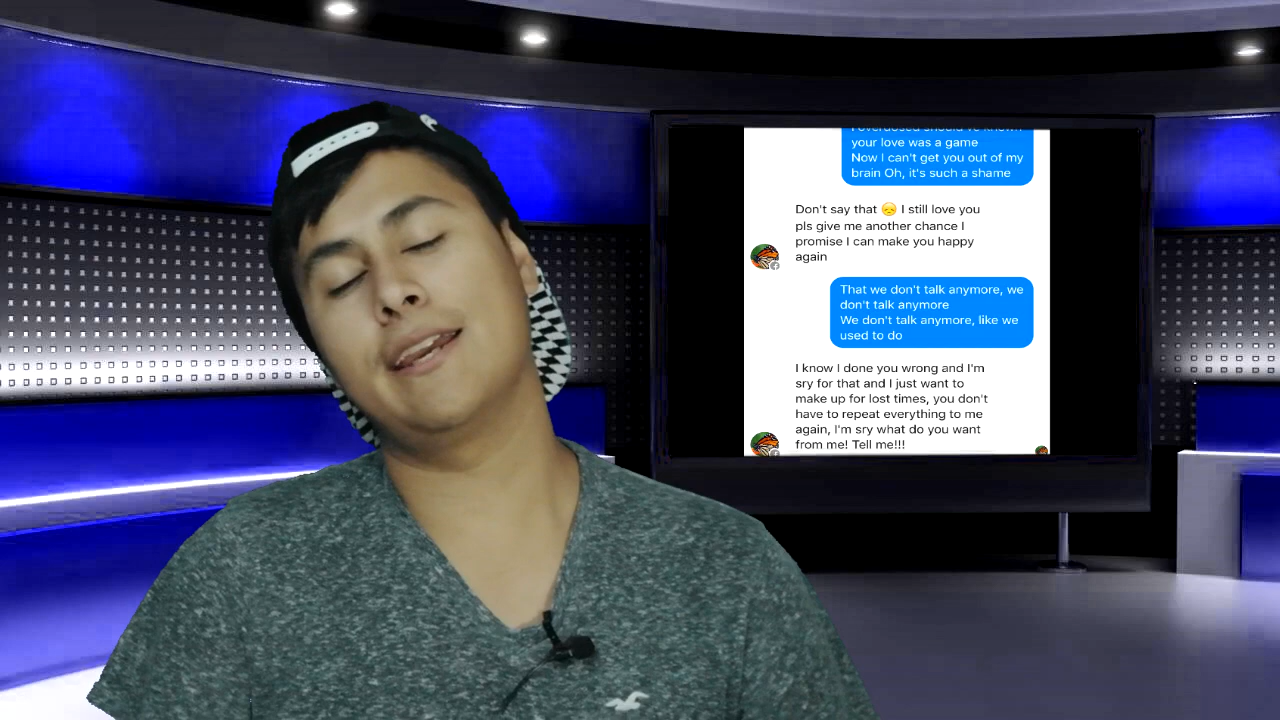 I overdosed should've known
your love was a game
Now I can't get you out of my
brain Oh, it's such a shame
Don't say that 😞 I still love you
pls give me another chance I
promise I can make you happy
again
That we don't talk anymore, we
don't talk anymore
We don't talk anymore, like we
used to do
I know I done you wrong and I'm
sry for that and I just want to
make up for lost times, you don't
have to repeat everything to me
again, I'm sry what do you want
from me! Tell me!!!